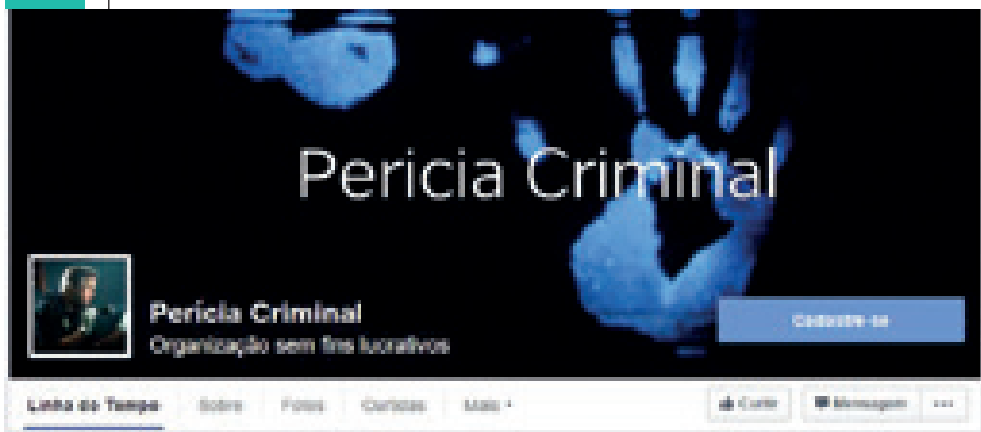 Pericia Criminal
Perícia Criminal
Organização sem fins lucrativos
Cadastre-se
Linha do Tempo Sobre Fotos Curtidas Mais
Curtir Mensagem ...